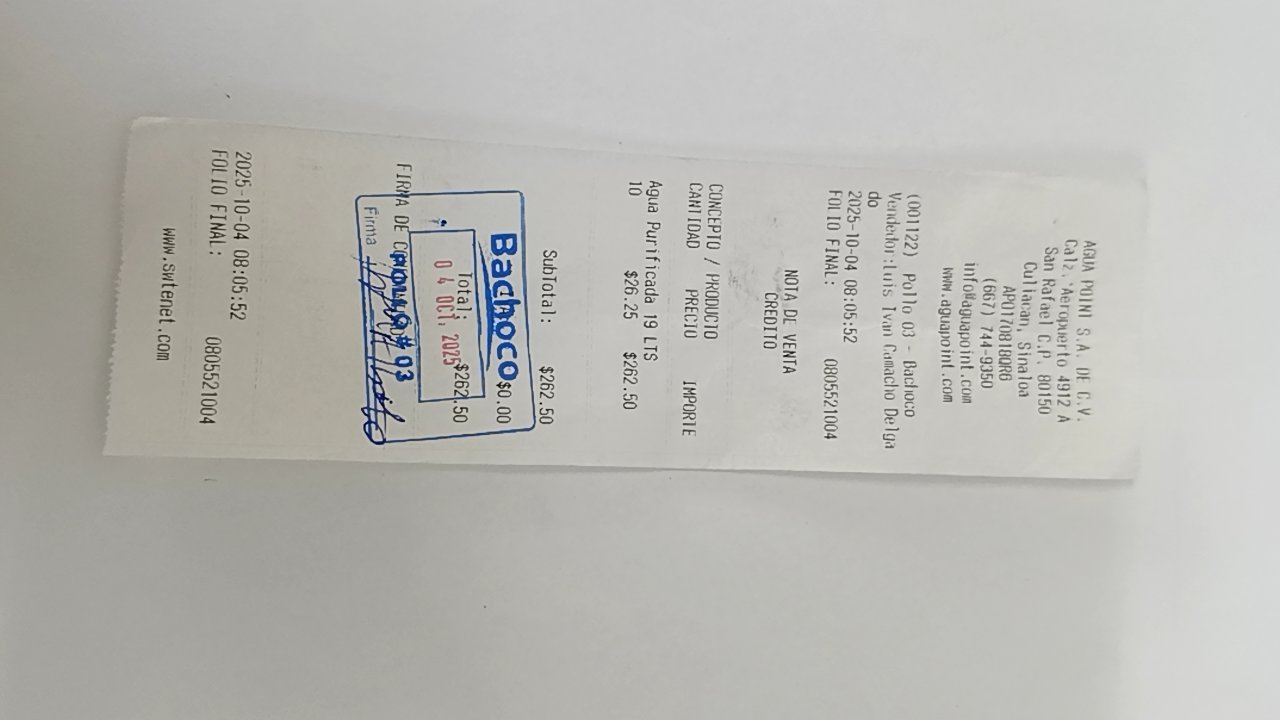 AGUA POINT S.A. DE C.V.
Calz. Aeropuerto 4912 A
San Rafael C.P. 80150
Culiacan, Sinaloa
APO170818QR6
(667) 744-9350
info@aguapoint.com
www.aguapoint.com
(001122) Pollo 03 - Bachoco
Vendedor:Luis Ivan Camacho Delga
do
2025-10-04 08:05:52
FOLIO FINAL: 0805521004
NOTA DE VENTA
CREDITO
CONCEPTO / PRODUCTO
CANTIDAD PRECIO IMPORTE
Agua Purificada 19 LTS
10 $26.25 $262.50
SubTotal: $262.50
Bachoco $0.00
Total: $262.50
04 OCT. 2025
FIRMA DE
POLLO # 03
Firma
2025-10-04 08:05:52
FOLIO FINAL: 0805521004
www.swtenet.com